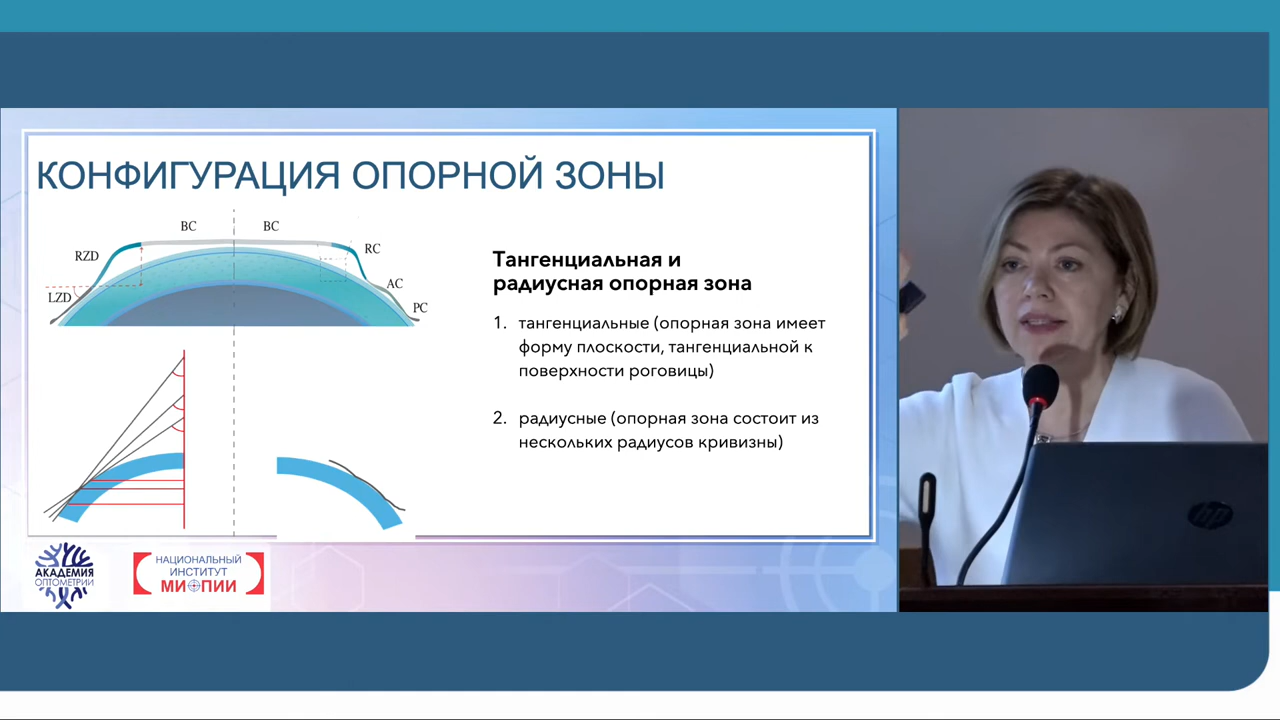 КОНФИГУРАЦИЯ ОПОРНОЙ ЗОНЫ
BC BC
RZD
RC
LZD
AC
PC
Тангенциальная и
радиусная опорная зона
1. тангенциальные (опорная зона имеет
форму плоскости, тангенциальной к
поверхности роговицы)
2. радиусные (опорная зона состоит из
нескольких радиусов кривизны)
АКАДЕМИЯ
ОПТОМЕТРИИ
НАЦИОНАЛЬНЫЙ
ИНСТИТУТ
МИОПИИ
hp